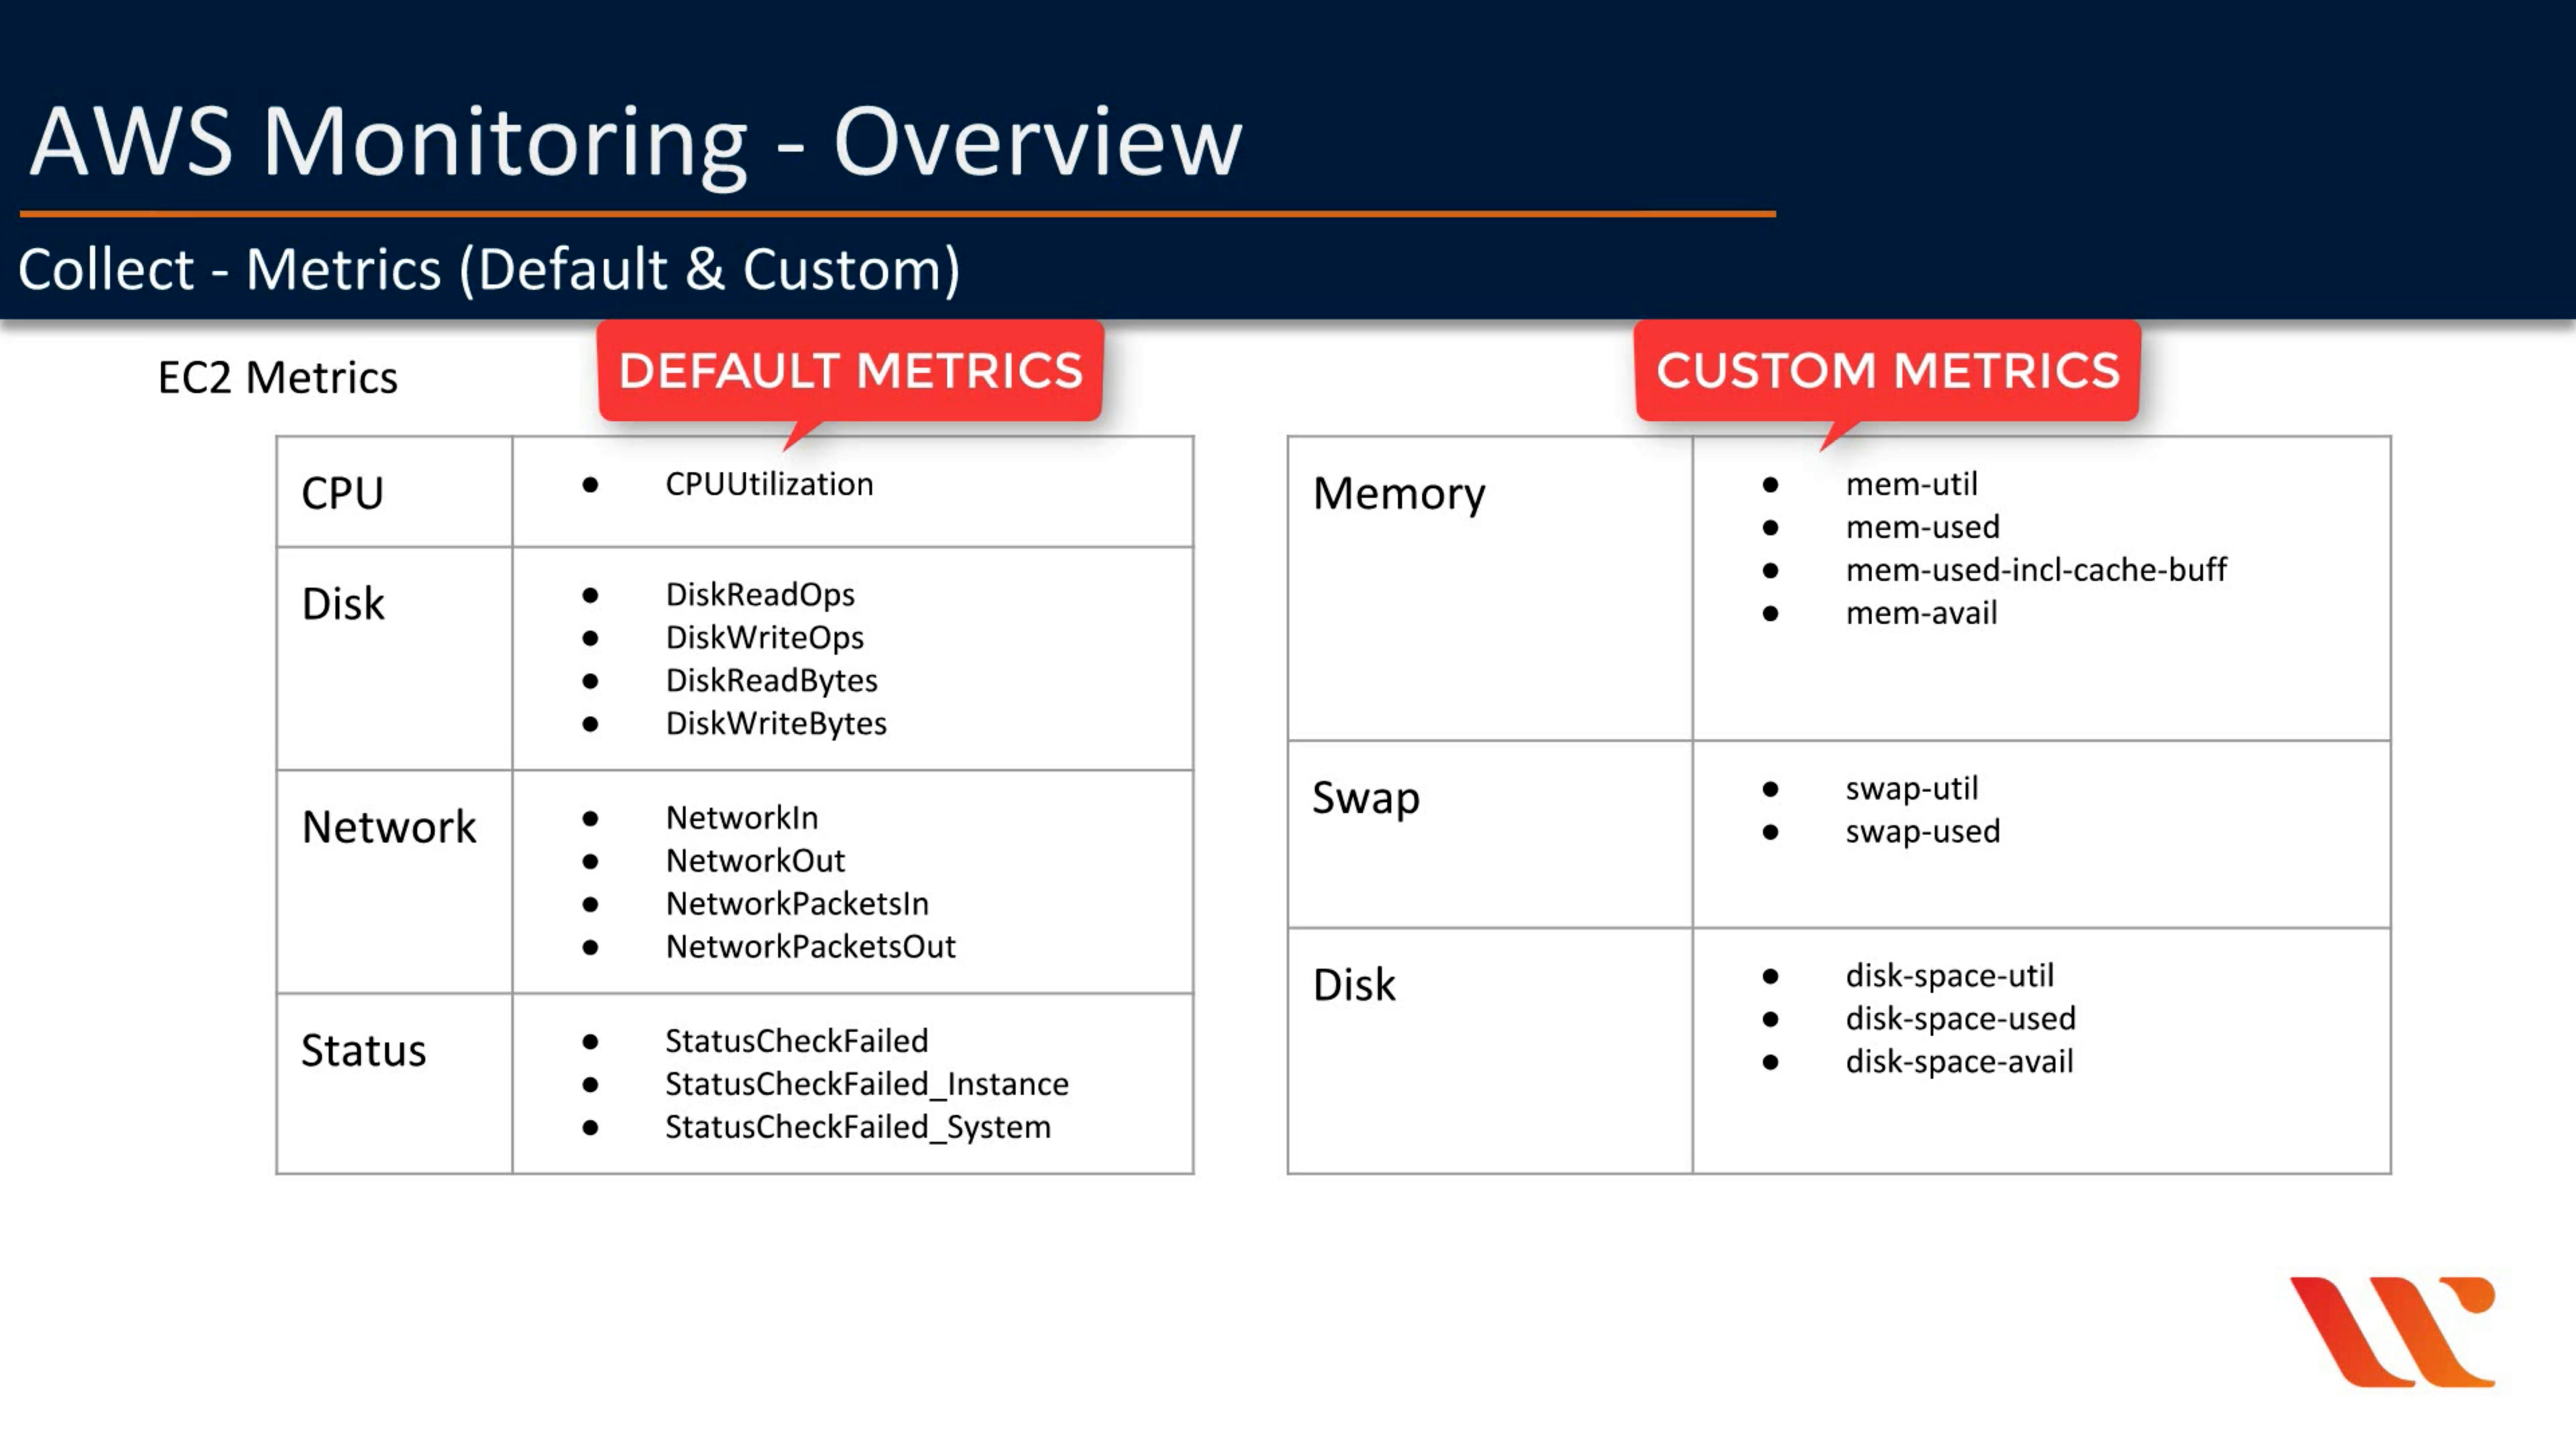 AWS Monitoring - Overview
Collect - Metrics (Default & Custom)
EC2 Metrics
DEFAULT METRICS
CPU
● CPUUtilization
Disk
● DiskReadOps
● DiskWriteOps
● DiskReadBytes
● DiskWriteBytes
Network
● NetworkIn
● NetworkOut
● NetworkPacketsIn
● NetworkPacketsOut
Status
● StatusCheckFailed
● StatusCheckFailed_Instance
● StatusCheckFailed_System
CUSTOM METRICS
Memory
● mem-util
● mem-used
● mem-used-incl-cache-buff
● mem-avail
Swap
● swap-util
● swap-used
Disk
● disk-space-util
● disk-space-used
● disk-space-avail